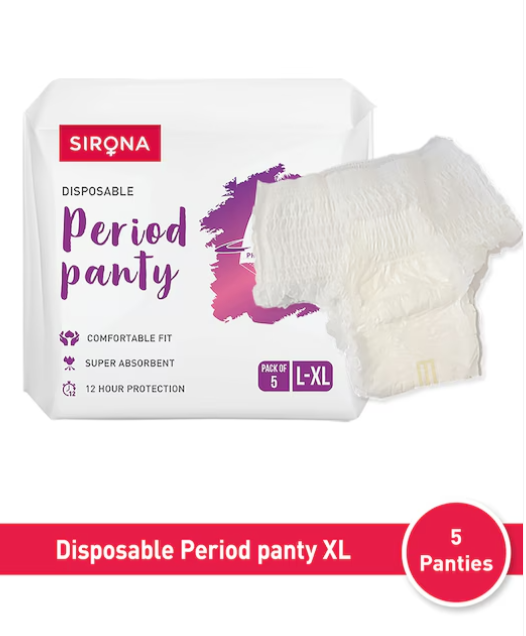 SIRONA
DISPOSABLE
Period
panty
COMFORTABLE FIT
SUPER ABSORBENT
12
12 HOUR PROTECTION
PACK OF
5
L-XL
Disposable Period panty XL
5
Panties